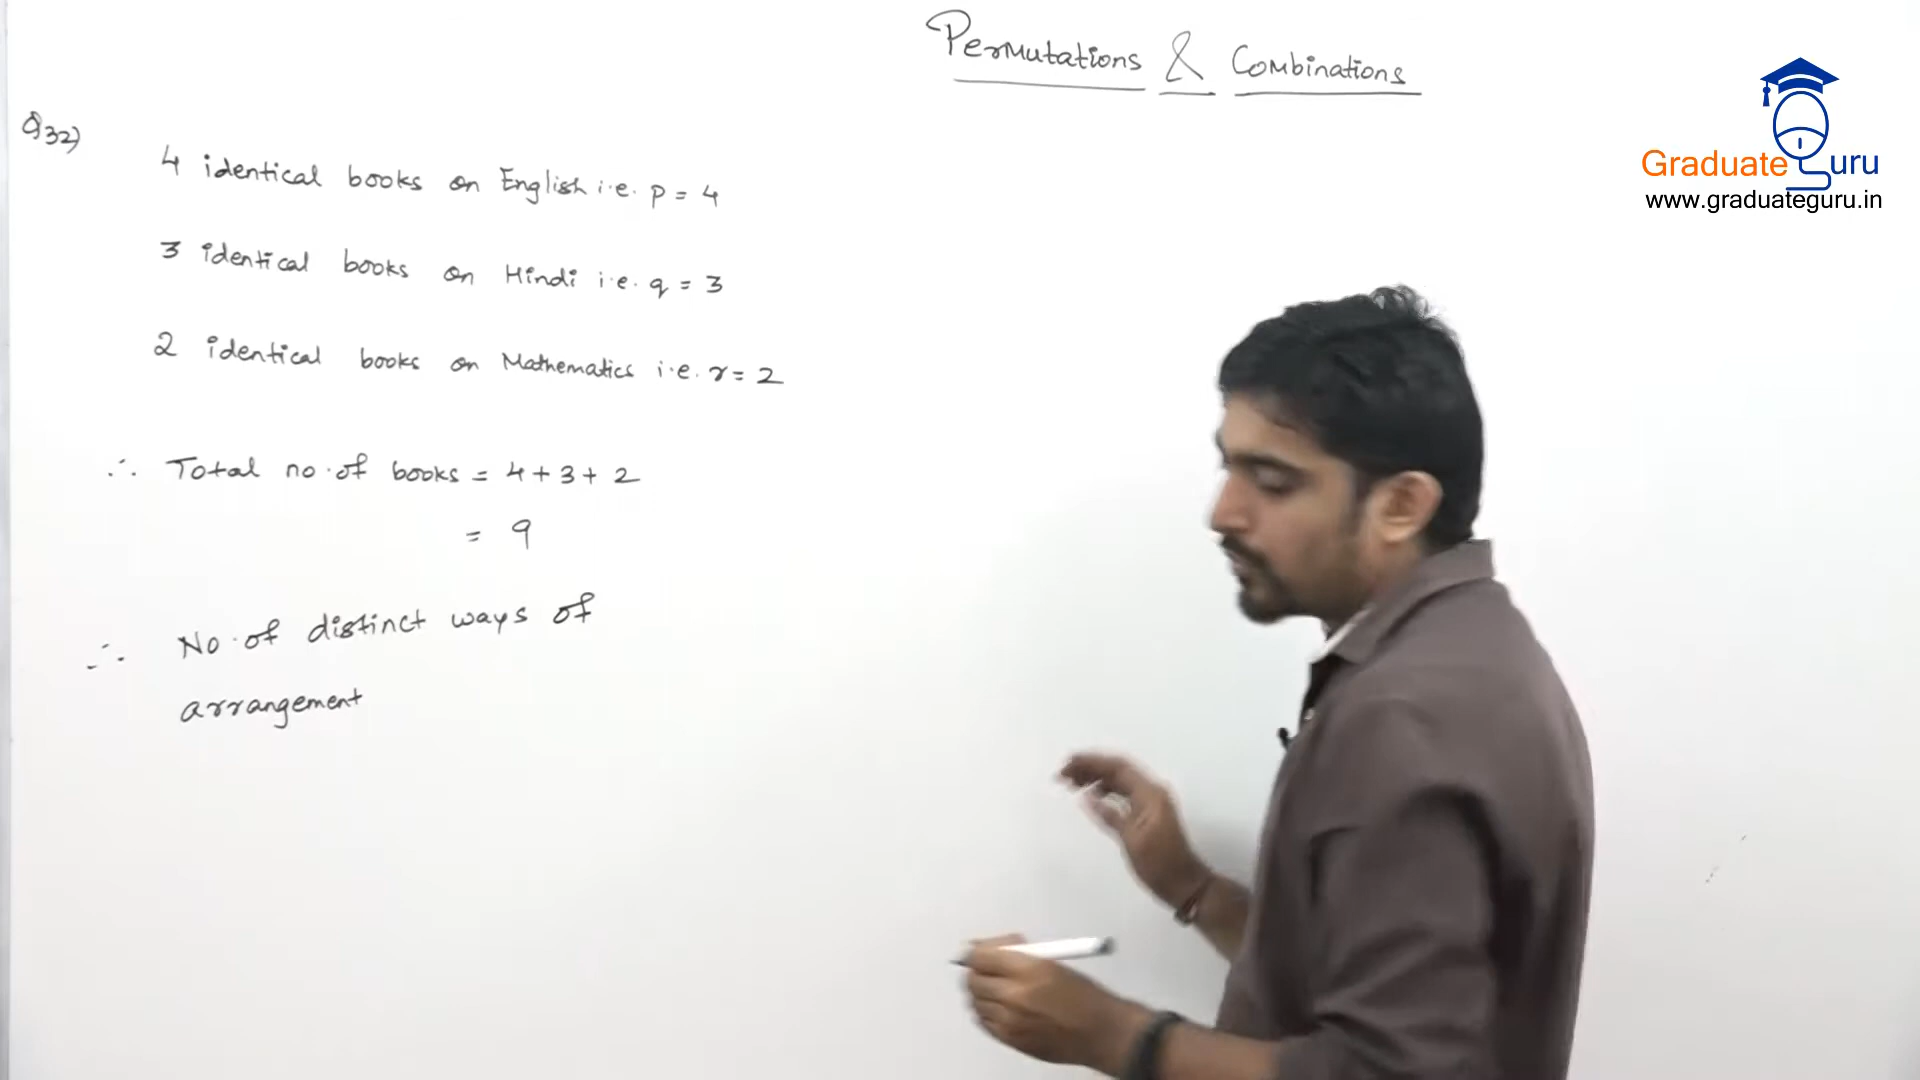 Permutations & Combinations
Q32)
4 identical books on English i.e. p = 4
3 identical books on Hindi i.e. q = 3
2 identical books on Mathematics i.e. r = 2
∴ Total no. of books = 4 + 3 + 2
= 9
∴ No. of distinct ways of
arrangement
Graduate Guru
www.graduateguru.in